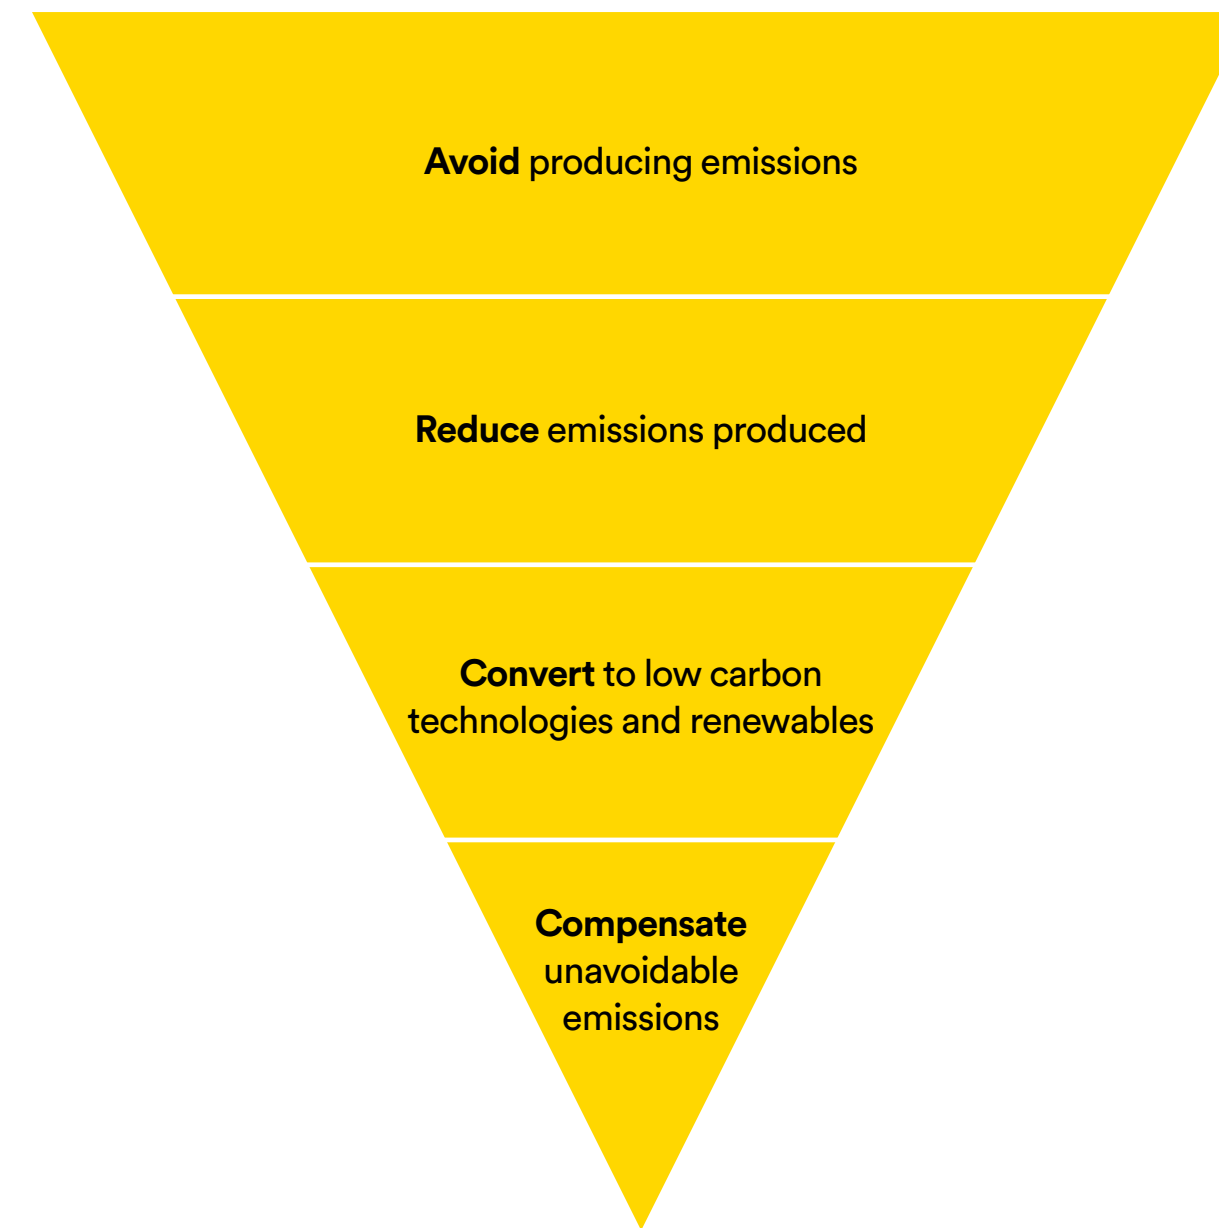 Avoid producing emissions
Reduce emissions produced
Convert to low carbon
technologies and renewables
Compensate
unavoidable
emissions